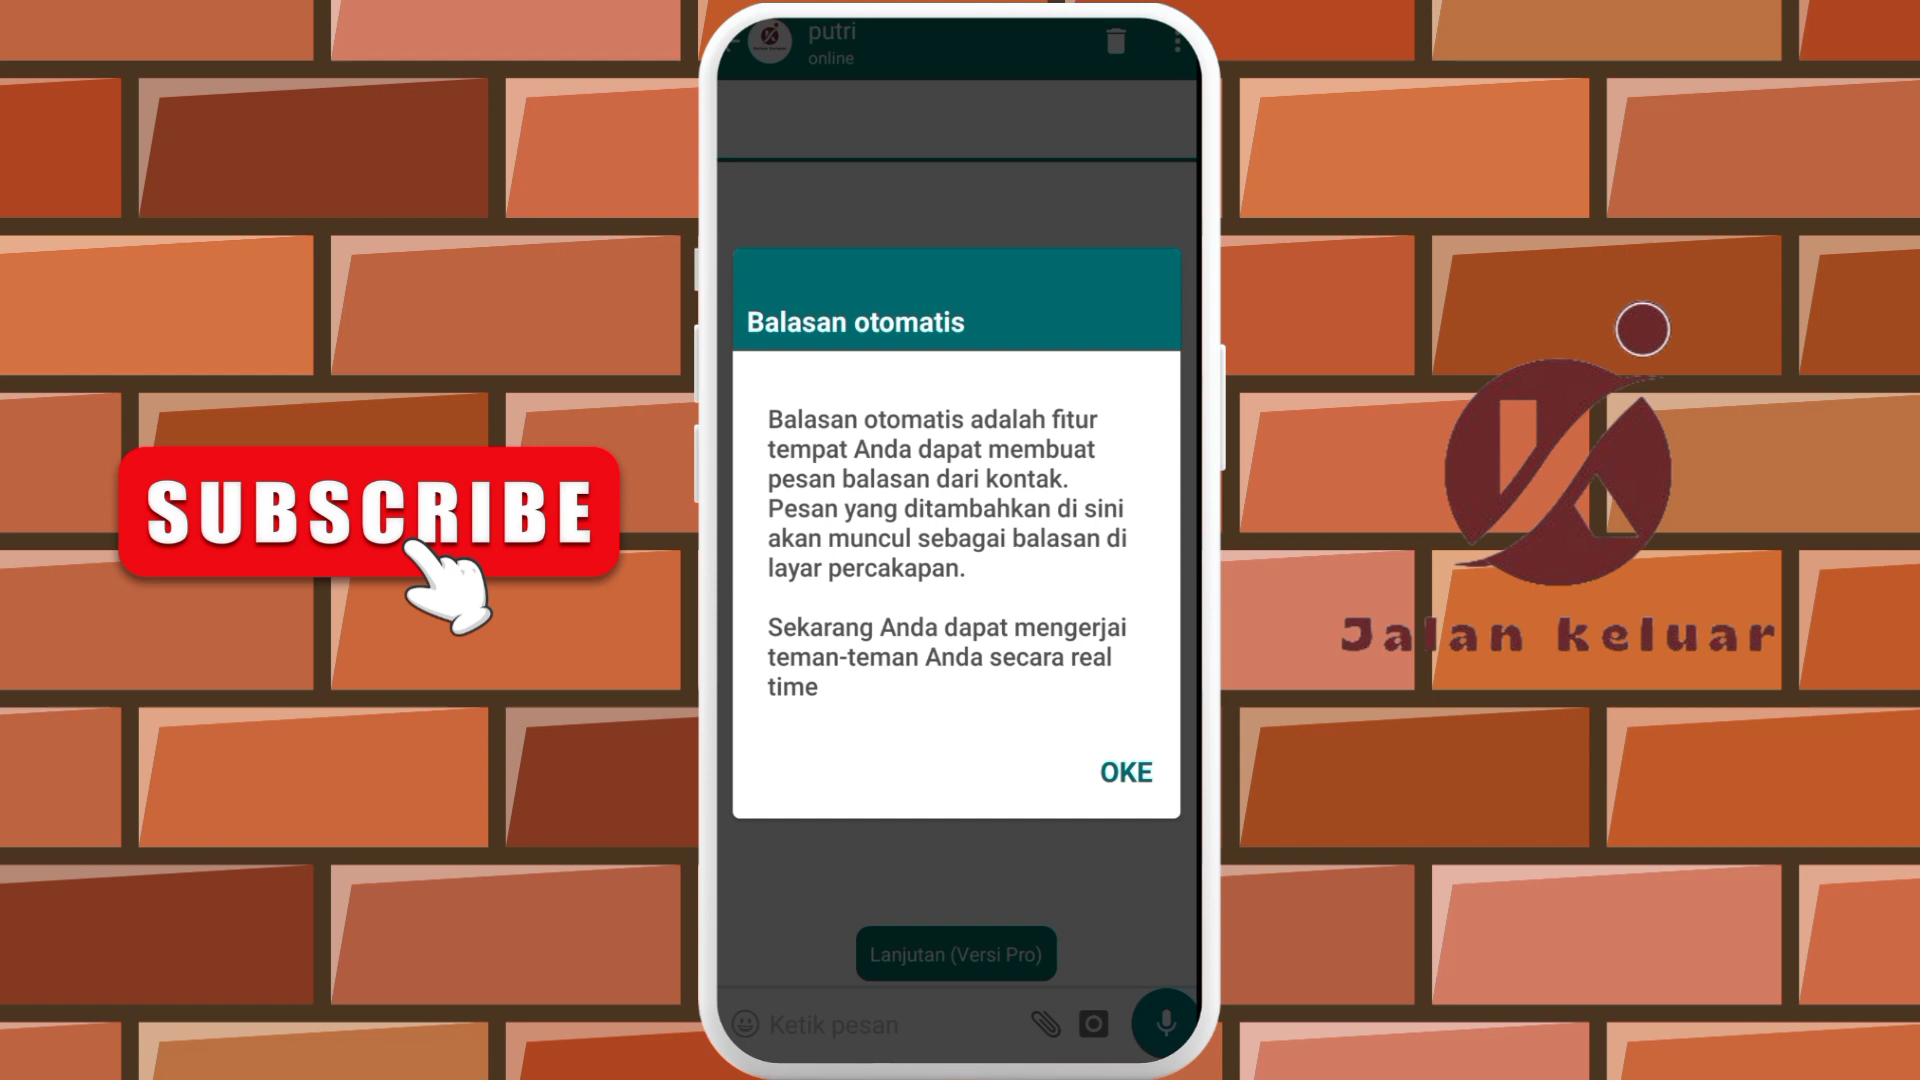 putri
online
Balasan otomatis
Balasan otomatis adalah fitur
tempat Anda dapat membuat
pesan balasan dari kontak.
Pesan yang ditambahkan di sini
akan muncul sebagai balasan di
layar percakapan.
Sekarang Anda dapat mengerjai
teman-teman Anda secara real
time
OKE
Lanjutan (Versi Pro)
Ketik pesan
SUBSCRIBE
Jalan keluar